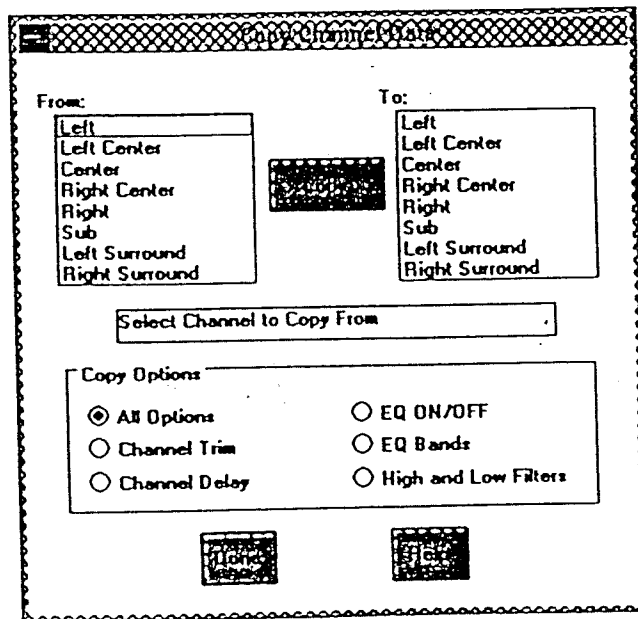 Copy Channel Data
From:
Left
Left Center
Center
Right Center
Right
Sub
Left Surround
Right Surround
To:
Left
Left Center
Center
Right Center
Right
Sub
Left Surround
Right Surround
Select Channel to Copy From
Copy Options
All Options
Channel Trim
Channel Delay
EQ ON/OFF
EQ Bands
High and Low Filters